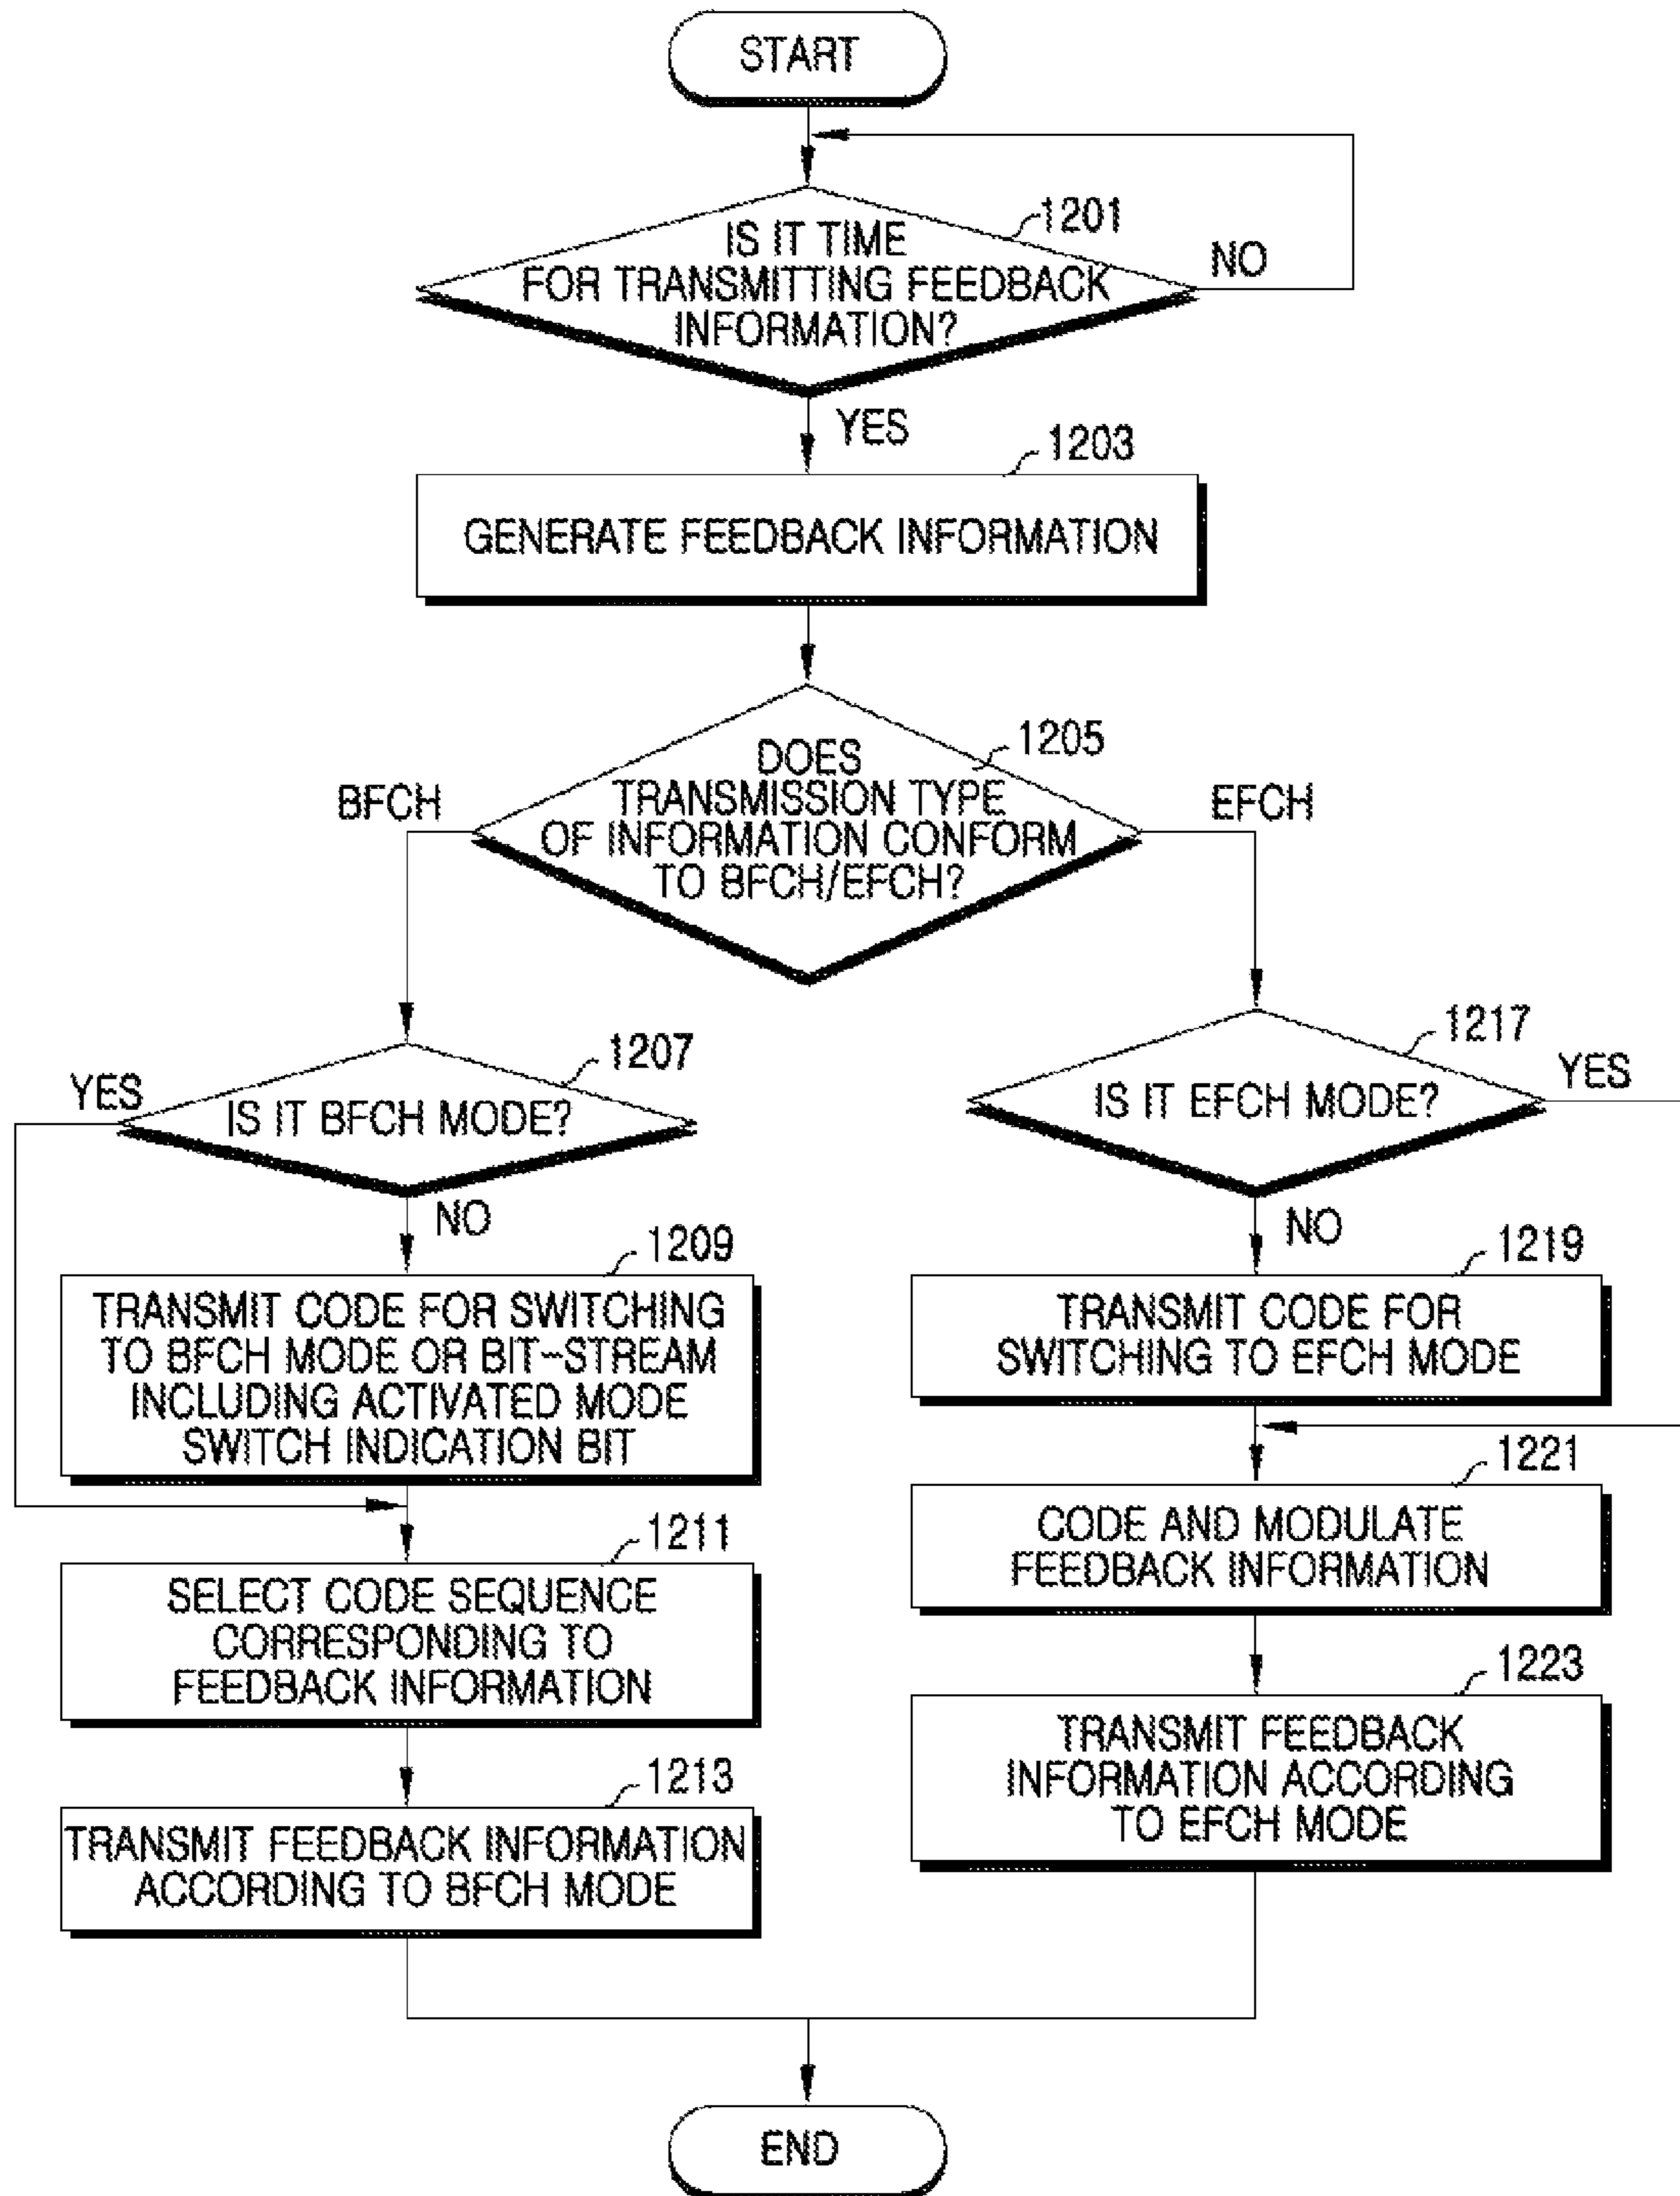 START
1201
IS IT TIME
FOR TRANSMITTING FEEDBACK
INFORMATION?
NO
YES
1203
GENERATE FEEDBACK INFORMATION
1205
DOES
TRANSMISSION TYPE
OF INFORMATION CONFORM
TO BFCH/EFCH?
BFCH
EFCH
1207
YES
IS IT BFCH MODE?
NO
1209
TRANSMIT CODE FOR SWITCHING
TO BFCH MODE OR BIT-STREAM
INCLUDING ACTIVATED MODE
SWITCH INDICATION BIT
1211
SELECT CODE SEQUENCE
CORRESPONDING TO
FEEDBACK INFORMATION
1213
TRANSMIT FEEDBACK INFORMATION
ACCORDING TO BFCH MODE
1217
YES
IS IT EFCH MODE?
NO
1219
TRANSMIT CODE FOR
SWITCHING TO EFCH MODE
1221
CODE AND MODULATE
FEEDBACK INFORMATION
1223
TRANSMIT FEEDBACK
INFORMATION ACCORDING
TO EFCH MODE
END